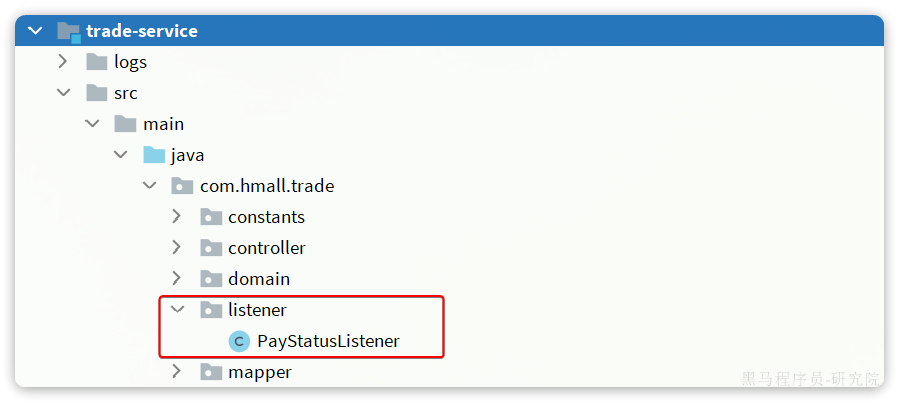 trade-service
logs
src
main
java
com.hmall.trade
constants
controller
domain
listener
C PayStatusListener
mapper
黑马程序员-研究院